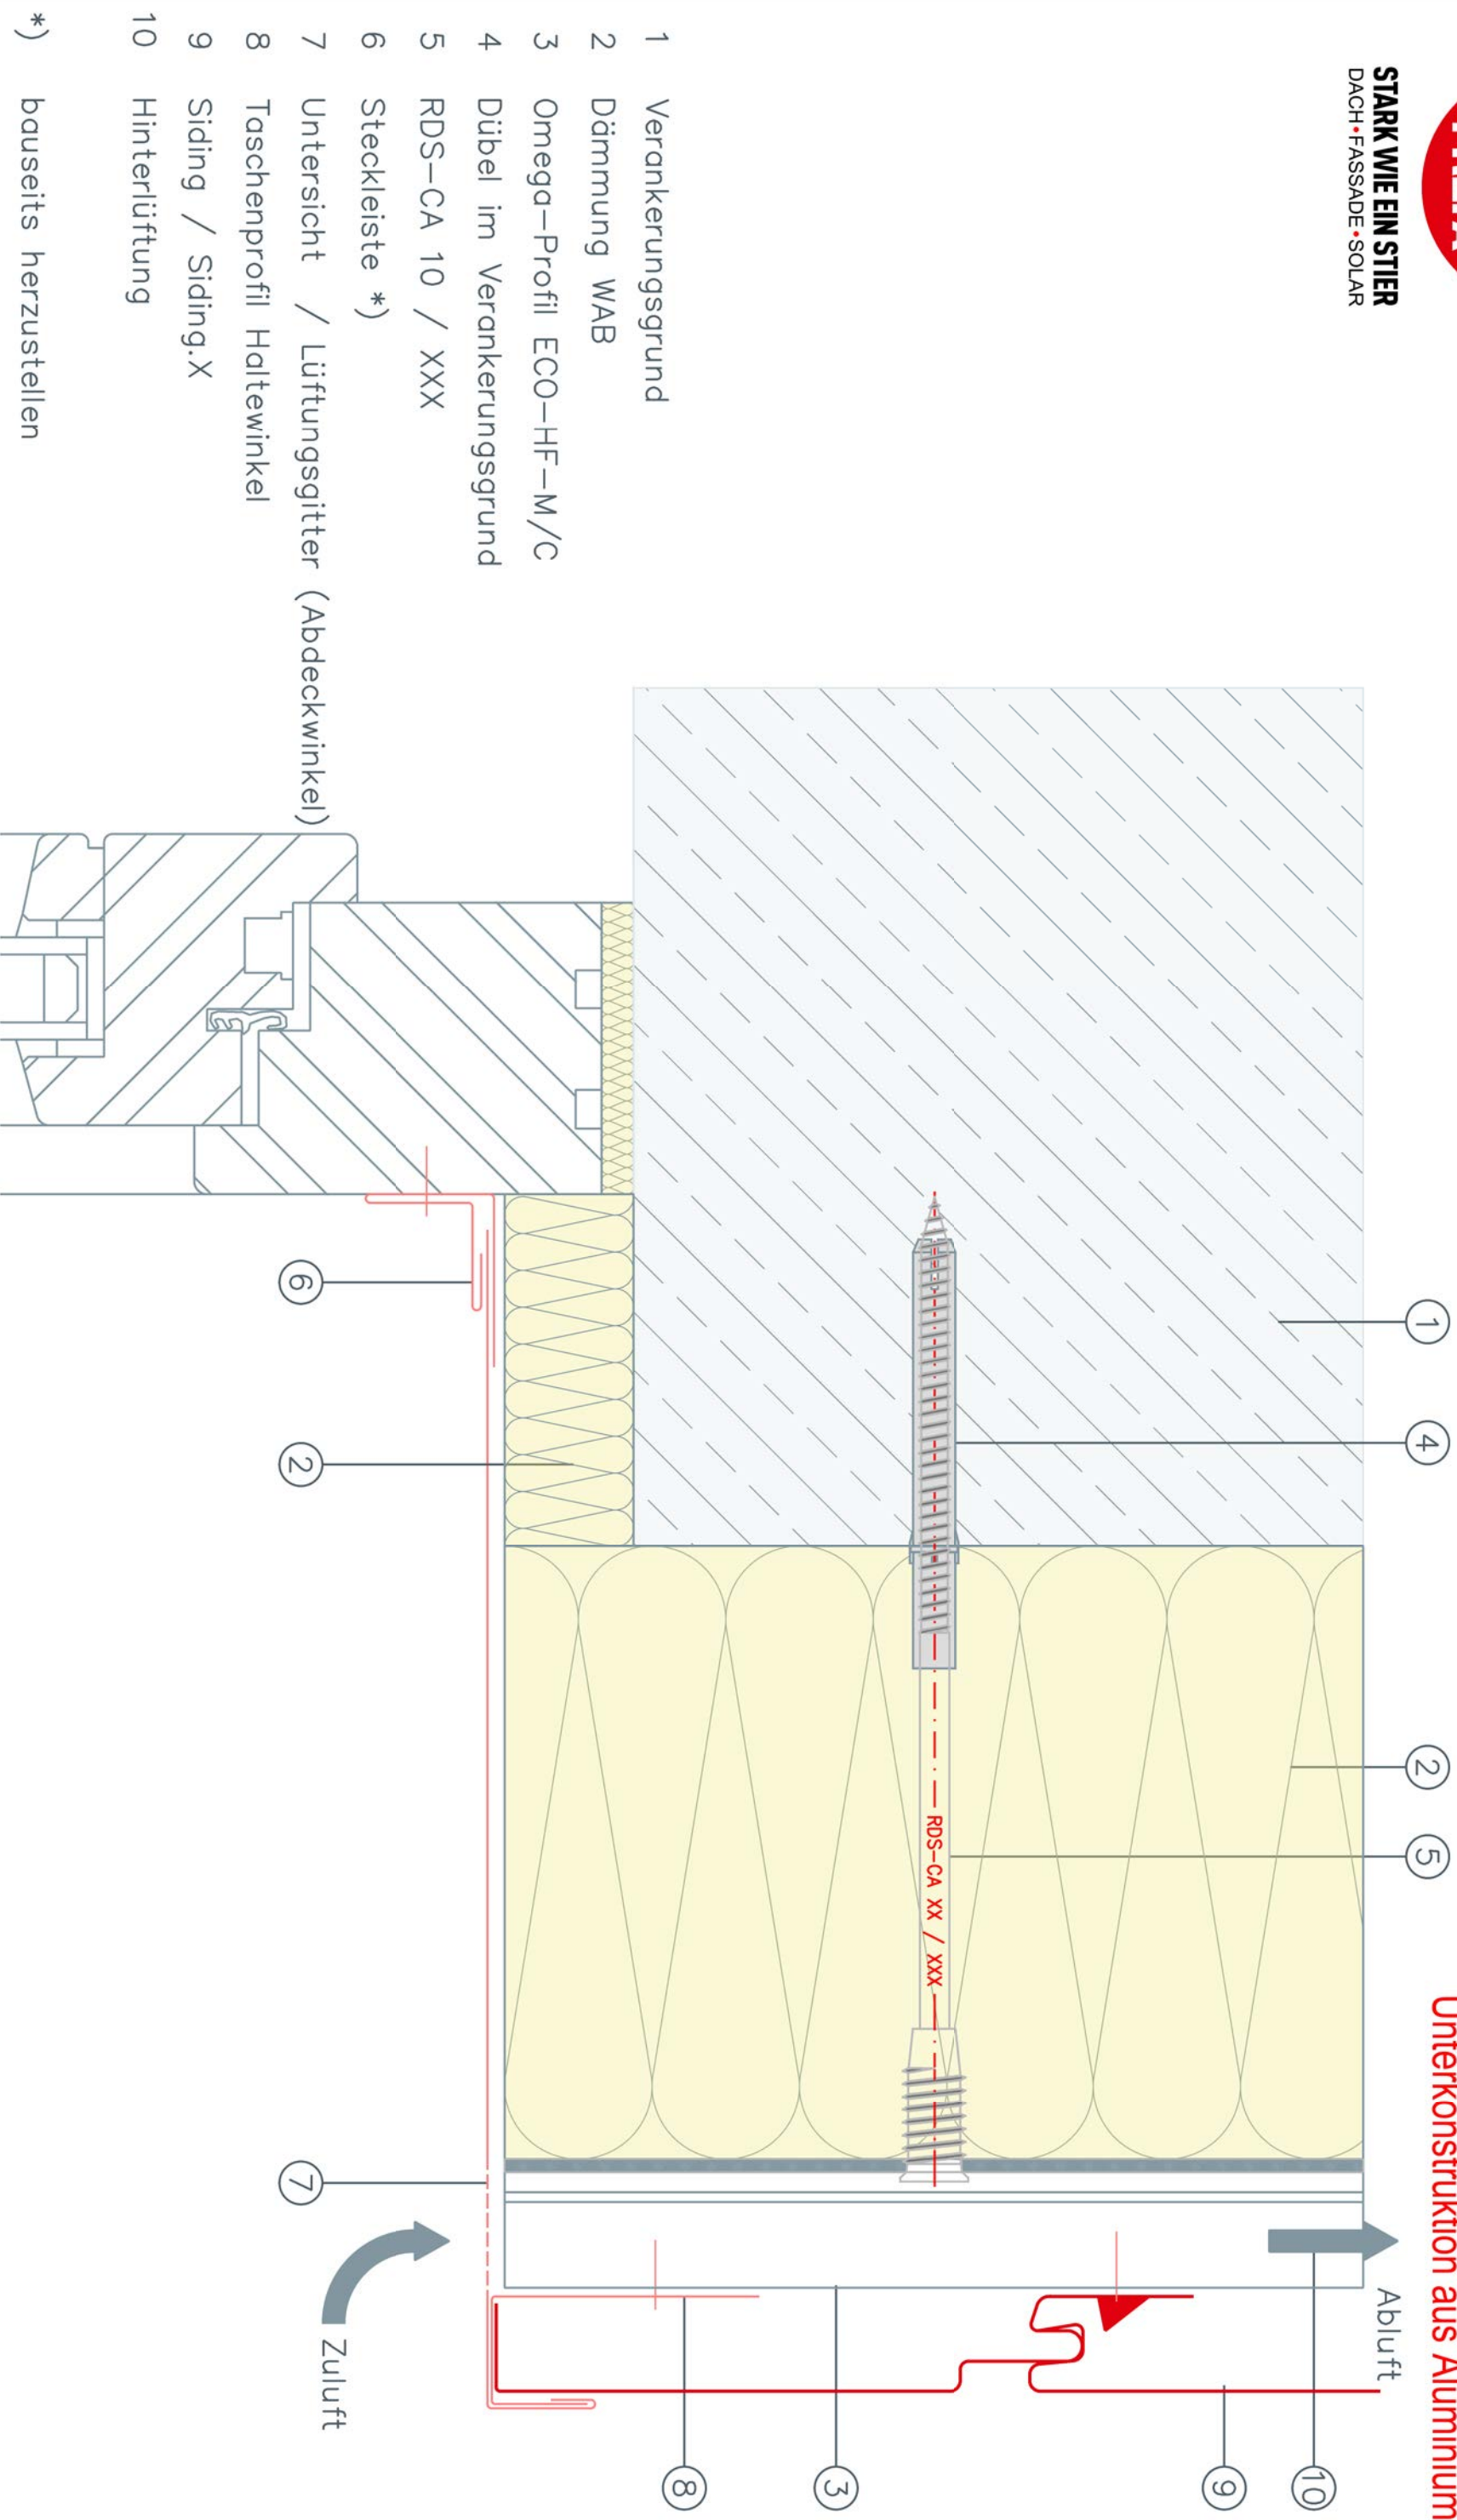 STARK WIE EIN STIER
DACH • FASSADE • SOLAR
Unterkonstruktion aus Aluminium
1
4
2
5
Abluft
10
9
3
8
Zuluft
6
2
7
RDS-CA XX / XXX
1 Verankerungsgrund
2 Dämmung WAB
3 Omega-Profil ECO-HF-M/C
4 Dübel im Verankerungsgrund
5 RDS-CA 10 / XXX
6 Steckleiste *)
7 Untersicht / Lüftungsgitter (Abdeckwinkel)
8 Taschenprofil Haltewinkel
9 Siding / Siding.X
10 Hinterlüftung
*) bauseits herzustellen